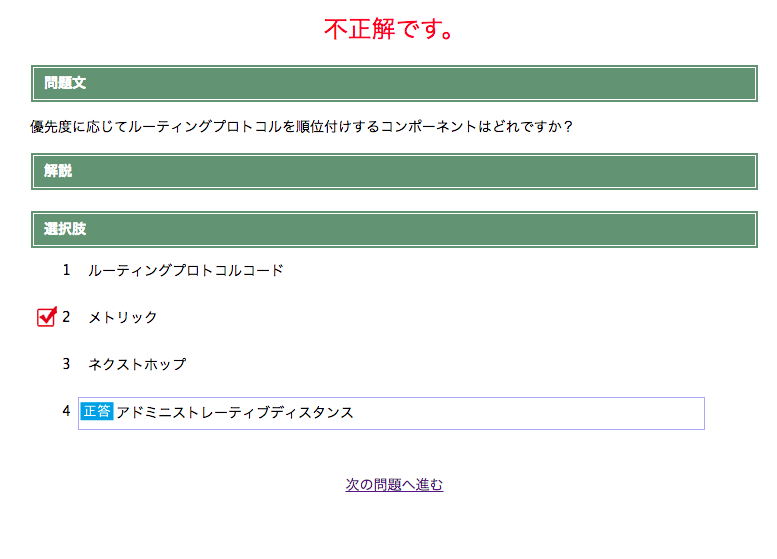 不正解です。
問題文
優先度に応じてルーティングプロトコルを順位付けするコンポーネントはどれですか？
解説
選択肢
1 ルーティングプロトコルコード
2 メトリック
3 ネクストホップ
4 正答 アドミニストレーティブディスタンス
次の問題へ進む